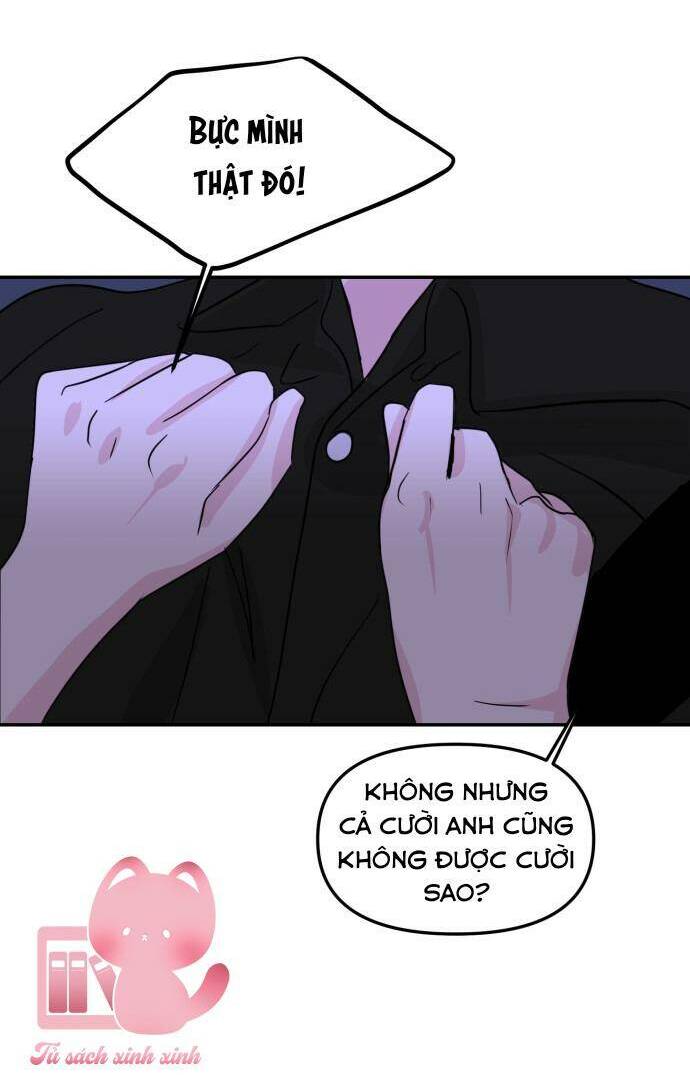 BỰC MÌNH
THẬT ĐÓ!
KHÔNG NHƯNG
CẢ CƯỜI ANH CŨNG
KHÔNG ĐƯỢC CƯỜI
SAO?
Tủ sách xinh xinh